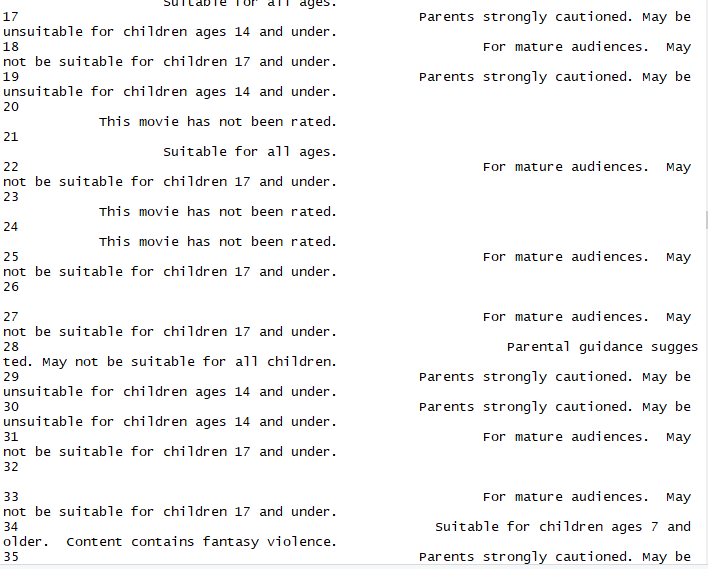 Suitable for all ages.
17 Parents strongly cautioned. May be
unsuitable for children ages 14 and under.
18 For mature audiences.  May
not be suitable for children 17 and under.
19 Parents strongly cautioned. May be
unsuitable for children ages 14 and under.
20
This movie has not been rated.
21
Suitable for all ages.
22 For mature audiences.  May
not be suitable for children 17 and under.
23
This movie has not been rated.
24
This movie has not been rated.
25 For mature audiences.  May
not be suitable for children 17 and under.
26
27 For mature audiences.  May
not be suitable for children 17 and under.
28 Parental guidance sugges
ted. May not be suitable for all children.
29 Parents strongly cautioned. May be
unsuitable for children ages 14 and under.
30 Parents strongly cautioned. May be
unsuitable for children ages 14 and under.
31 For mature audiences.  May
not be suitable for children 17 and under.
32
33 For mature audiences.  May
not be suitable for children 17 and under.
34 Suitable for children ages 7 and
older.  Content contains fantasy violence.
35 Parents strongly cautioned. May be